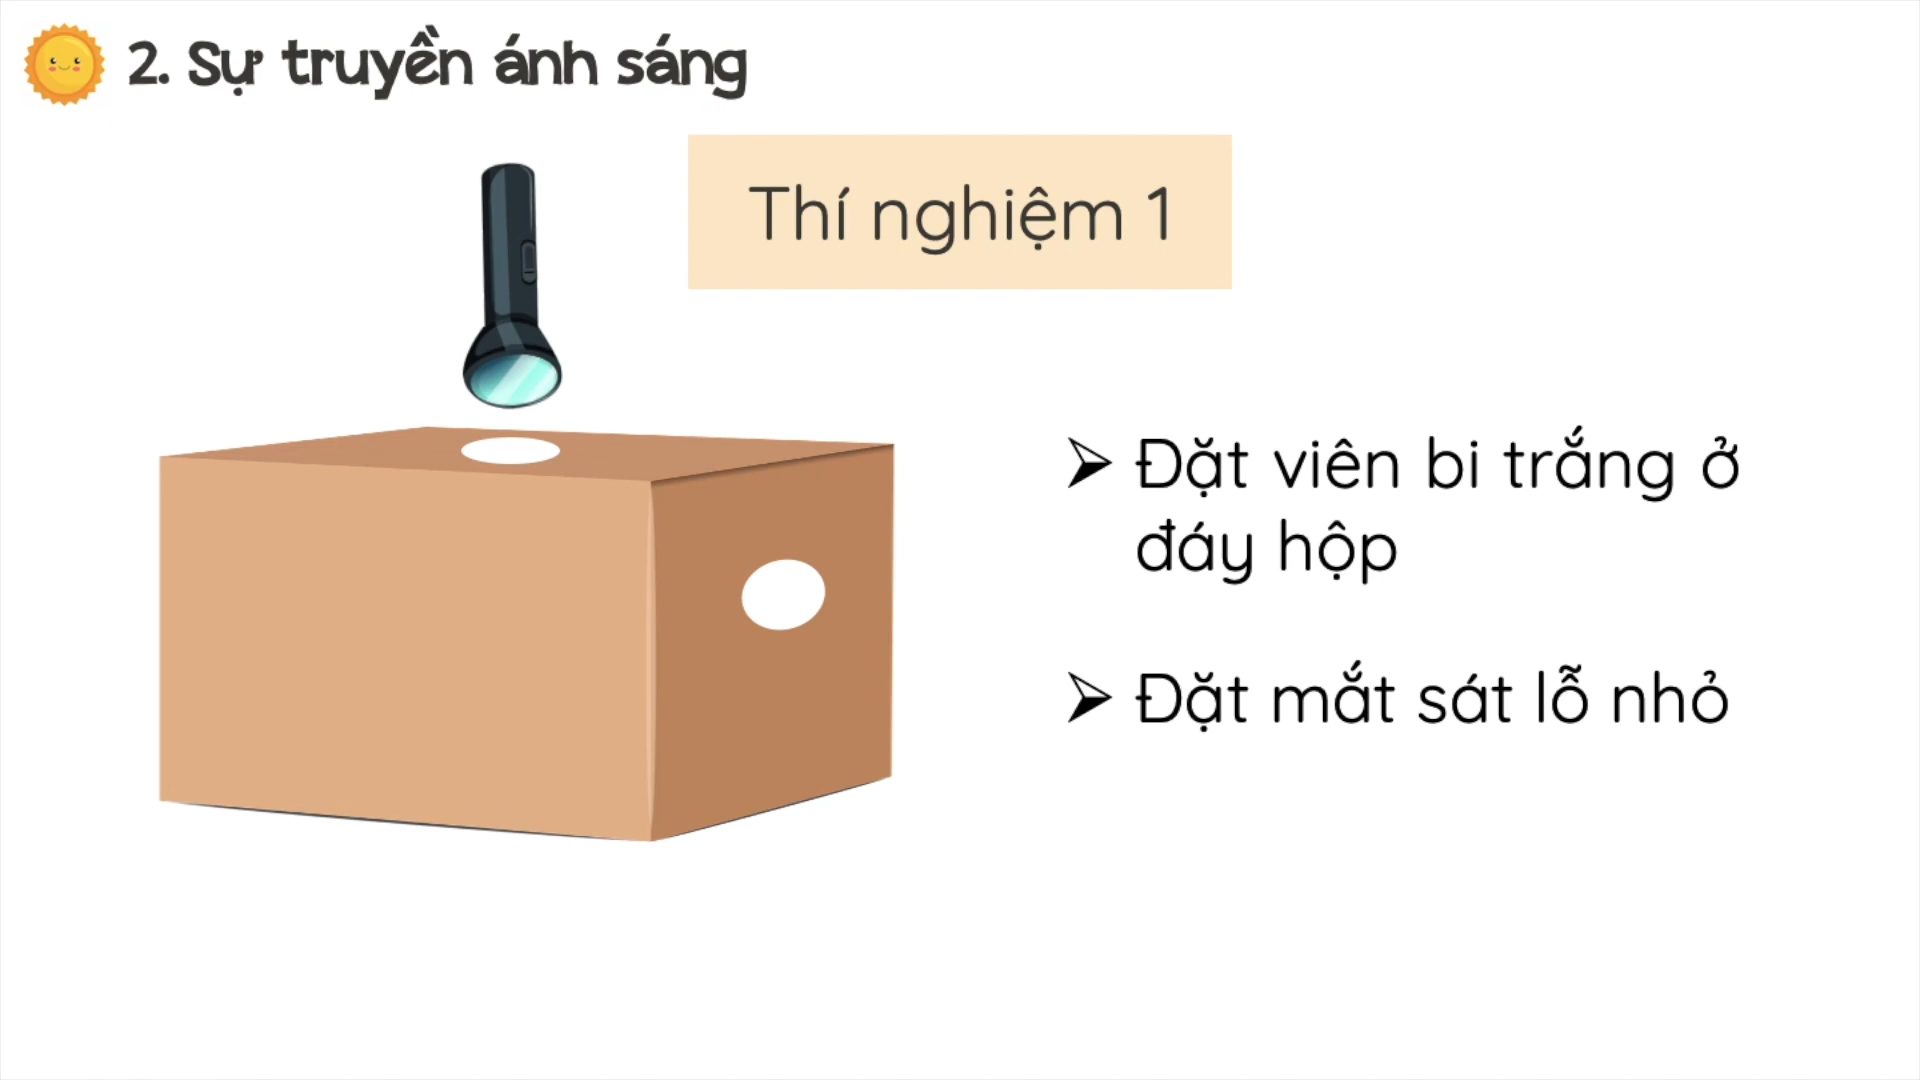 2. Sự truyền ánh sáng
Thí nghiệm 1
➢ Đặt viên bi trắng ở
đáy hộp
➢ Đặt mắt sát lỗ nhỏ